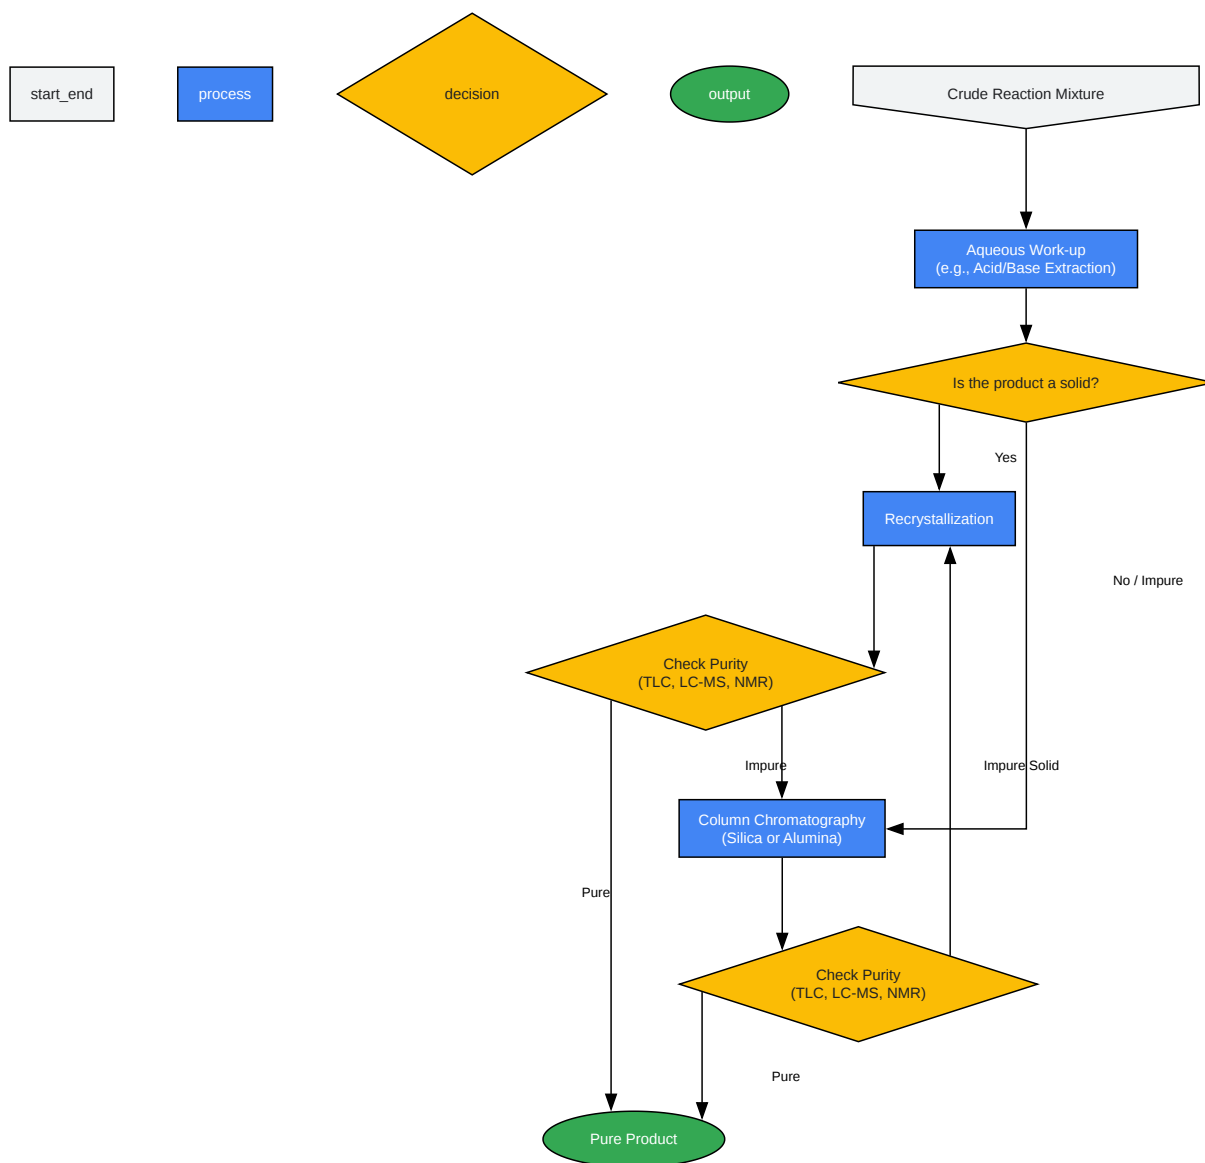 start_end
process
decision
output
Crude Reaction Mixture
Aqueous Work-up
(e.g., Acid/Base Extraction)
Is the product a solid?
Yes
Recrystallization
No / Impure
Check Purity
(TLC, LC-MS, NMR)
Impure
Impure Solid
Column Chromatography
(Silica or Alumina)
Pure
Check Purity
(TLC, LC-MS, NMR)
Pure
Pure Product